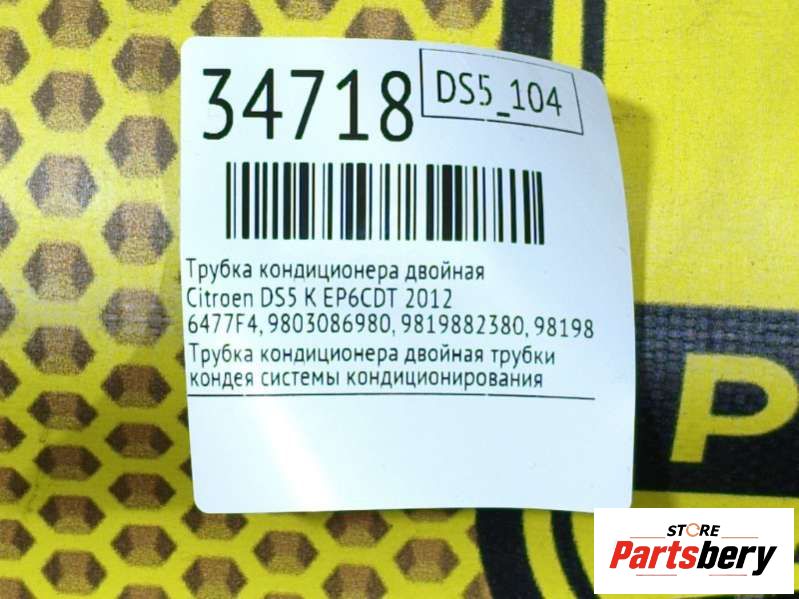 34718
DS5_104
Трубка кондиционера двойная
Citroen DS5 K EP6CDT 2012
6477F4, 9803086980, 9819882380, 98198
Трубка кондиционера двойная трубки
кондея системы кондиционирования
P
STORE
Partsbery